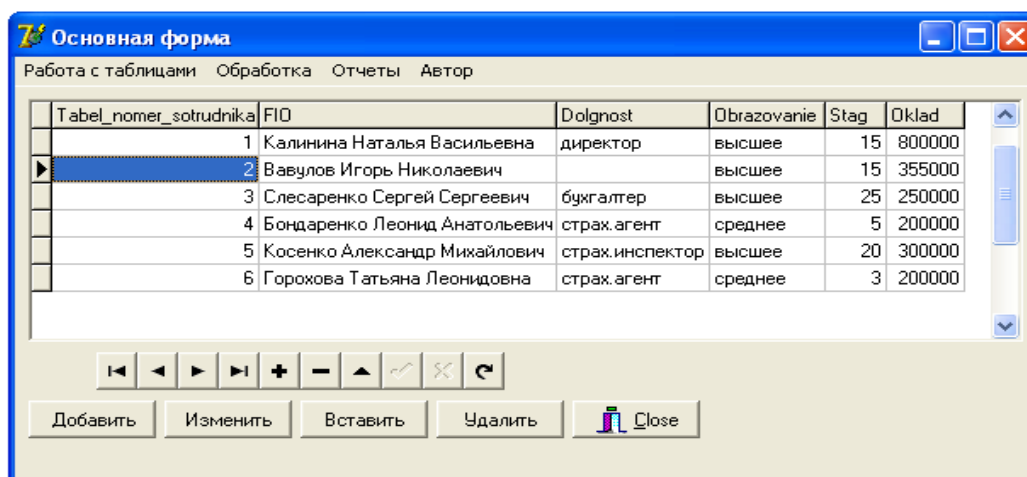 Основная форма
Работа с таблицами Обработка Отчеты Автор
Tabel_nomer_sotrudnika FIO Dolgnost Obrazovanie Stag Oklad
1 Калинина Наталья Васильевна директор высшее 15 800000
2 Вавулов Игорь Николаевич высшее 15 355000
3 Слесаренко Сергей Сергеевич бухгалтер высшее 25 250000
4 Бондаренко Леонид Анатольевич страх.агент среднее 5 200000
5 Косенко Александр Михайлович страх.инспектор высшее 20 300000
6 Горохова Татьяна Леонидовна страх.агент среднее 3 200000
Добавить Изменить Вставить Удалить Close